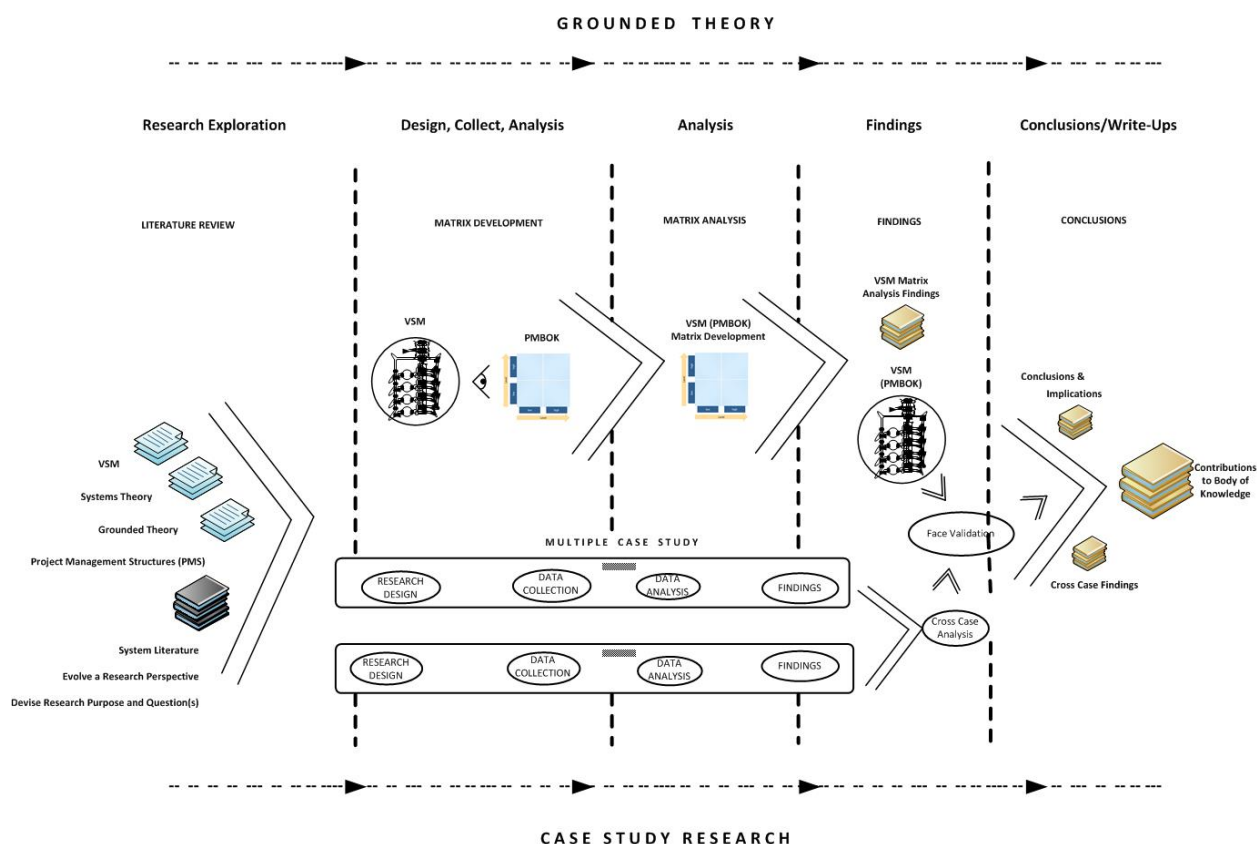 GROUNDED THEORY
Research Exploration
Design, Collect, Analysis
Analysis
Findings
Conclusions/Write-Ups
LITERATURE REVIEW
MATRIX DEVELOPMENT
MATRIX ANALYSIS
FINDINGS
CONCLUSIONS
VSM
PMBOK
VSM (PMBOK)
Matrix Development
VSM Matrix
Analysis Findings
VSM
(PMBOK)
Conclusions &
Implications
Contributions
to Body of
Knowledge
Cross Case Findings
VSM
Systems Theory
Grounded Theory
Project Management Structures (PMS)
System Literature
Evolve a Research Perspective
Devise Research Purpose and Question(s)
Face Validation
MULTIPLE CASE STUDY
RESEARCH
DESIGN
DATA
COLLECTION
DATA
ANALYSIS
FINDINGS
Cross Case
Analysis
RESEARCH
DESIGN
DATA
COLLECTION
DATA
ANALYSIS
FINDINGS
CASE STUDY RESEARCH